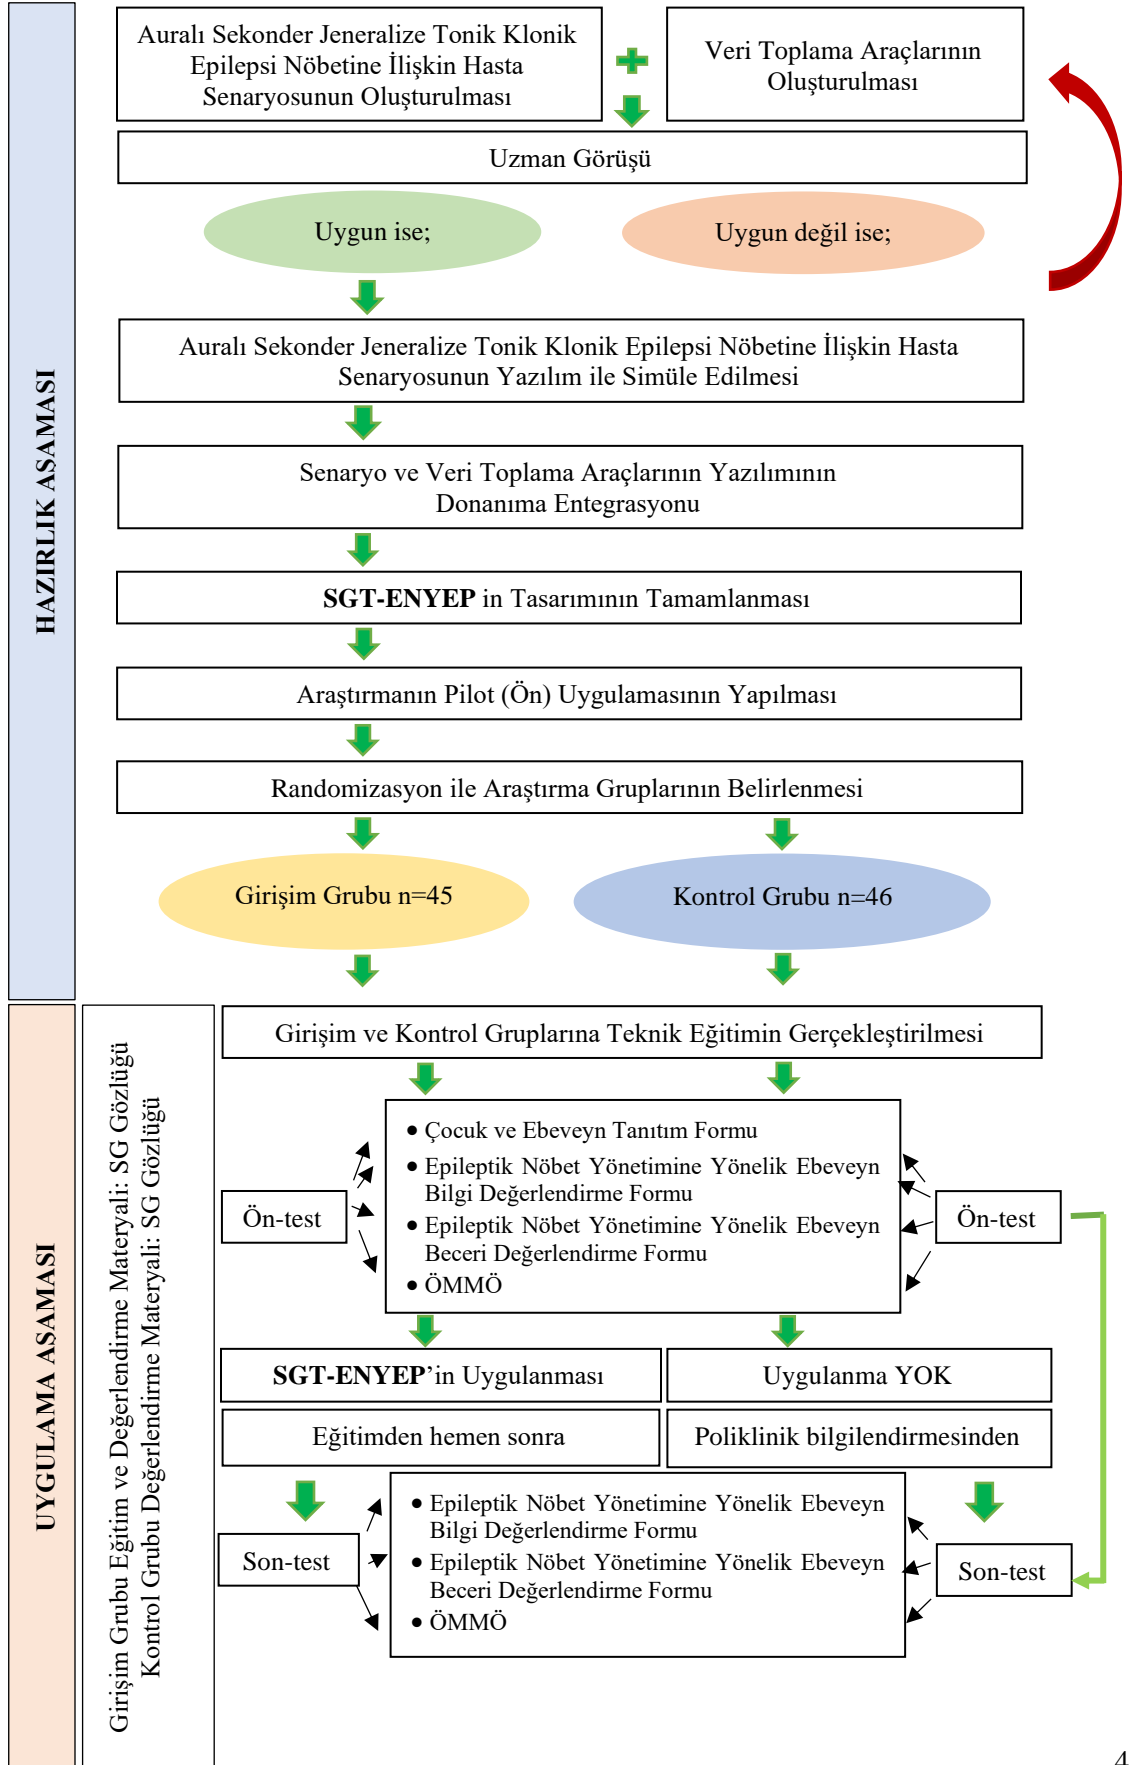 Auralı Sekonder Jeneralize Tonik Klonik
Epilepsi Nöbetine İlişkin Hasta
Senaryosunun Oluşturulması
Veri Toplama Araçlarının
Oluşturulması
Uzman Görüşü
Uygun ise;
Uygun değil ise;
Auralı Sekonder Jeneralize Tonik Klonik Epilepsi Nöbetine İlişkin Hasta
Senaryosunun Yazılım ile Simüle Edilmesi
Senaryo ve Veri Toplama Araçlarının Yazılımının
Donanıma Entegrasyonu
SGT-ENYEP in Tasarımının Tamamlanması
Araştırmanın Pilot (Ön) Uygulamasının Yapılması
Randomizasyon ile Araştırma Gruplarının Belirlenmesi
Girişim Grubu n=45
Kontrol Grubu n=46
HAZIRLIK AŞAMASI
UYGULAMA AŞAMASI
Girişim Grubu Eğitim ve Değerlendirme Materyali: SG Gözlüğü
Kontrol Grubu Değerlendirme Materyali: SG Gözlüğü
Girişim ve Kontrol Gruplarına Teknik Eğitimin Gerçekleştirilmesi
Ön-test
• Çocuk ve Ebeveyn Tanıtım Formu
• Epileptik Nöbet Yönetimine Yönelik Ebeveyn
Bilgi Değerlendirme Formu
• Epileptik Nöbet Yönetimine Yönelik Ebeveyn
Beceri Değerlendirme Formu
• ÖMMÖ
Ön-test
SGT-ENYEP’in Uygulanması
Uygulanma YOK
Eğitimden hemen sonra
Poliklinik bilgilendirmesinden
Son-test
• Epileptik Nöbet Yönetimine Yönelik Ebeveyn
Bilgi Değerlendirme Formu
• Epileptik Nöbet Yönetimine Yönelik Ebeveyn
Beceri Değerlendirme Formu
• ÖMMÖ
Son-test
4